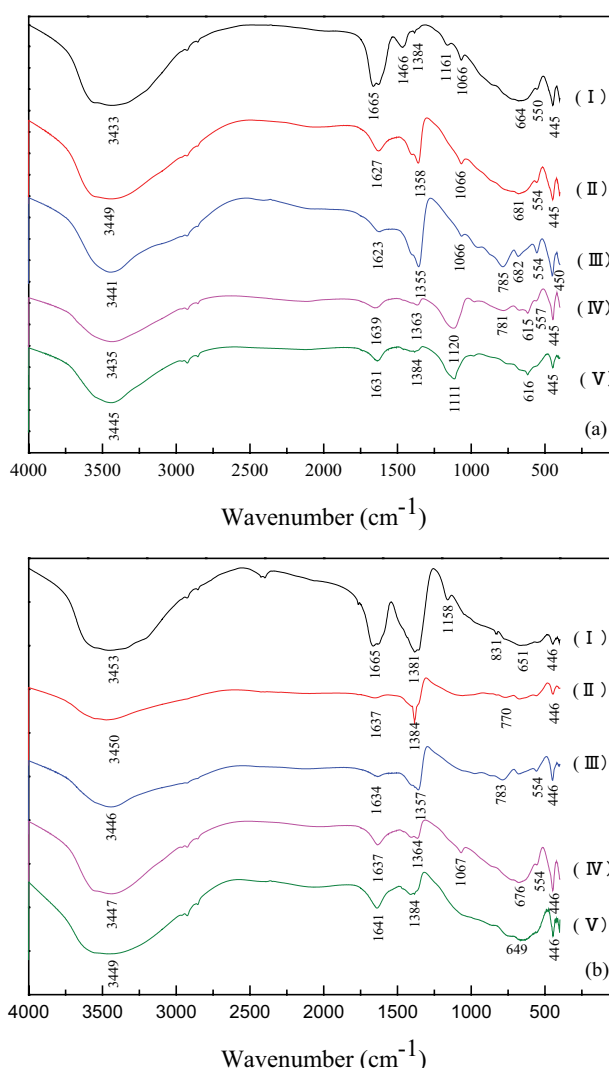 3433 1665 1466 1384 1161 1066 664 550 445 (Ⅰ)
3449 1627 1358 1066 681 554 445 (Ⅱ)
3441 1623 1355 1066 785 682 554 450 (Ⅲ)
3435 1639 1363 1120 781 615 557 445 (Ⅳ)
3445 1631 1384 1111 616 445 (Ⅴ)
(a)
4000 3500 3000 2500 2000 1500 1000 500
Wavenumber (cm-1)
3453 1665 1381 1158 831 651 446 (Ⅰ)
3450 1637 1384 770 446 (Ⅱ)
3446 1634 1357 783 554 446 (Ⅲ)
3447 1637 1364 1067 676 554 446 (Ⅳ)
3449 1641 1384 649 446 (Ⅴ)
(b)
4000 3500 3000 2500 2000 1500 1000 500
Wavenumber (cm-1)